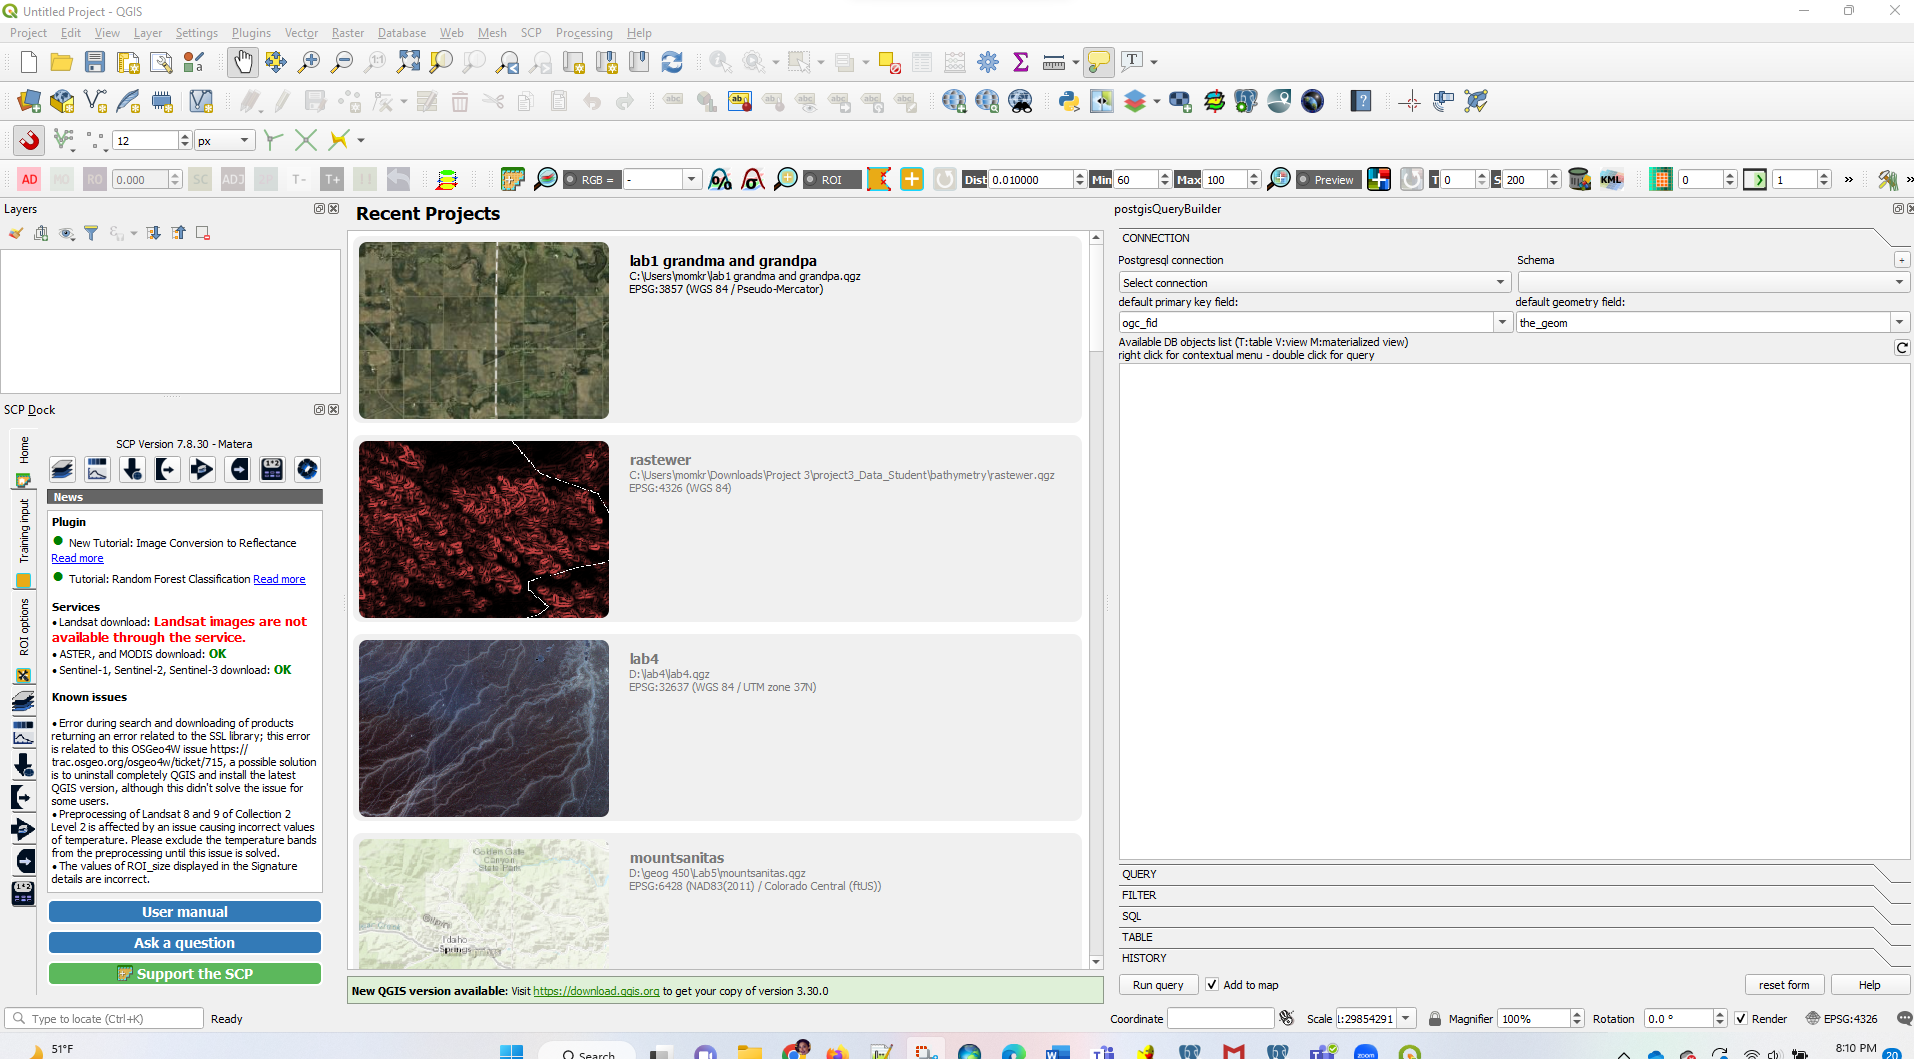 Untitled Project - QGIS
Project Edit View Layer Settings Plugins Vector Raster Database Web Mesh SCP Processing Help
12 px
AD MO RO 0.000 SC ADJ T- T+ RGB = - ROI Dist 0.010000 Min 60 Max 100 Preview T 0 S 200 KML 0 1 »
Layers
SCP Dock
Home
Training input
ROI options
SCP Version 7.8.30 - Matera
News
Plugin
New Tutorial: Image Conversion to Reflectance
Read more
Tutorial: Random Forest Classification Read more
Services
• Landsat download: Landsat images are not
available through the service.
• ASTER, and MODIS download: OK
• Sentinel-1, Sentinel-2, Sentinel-3 download: OK
Known issues
• Error during search and downloading of products
returning an error related to the SSL library; this error
is related to this OSGeo4W issue https://
trac.osgeo.org/osgeo4w/ticket/715, a possible solution
is to uninstall completely QGIS and install the latest
QGIS version, although this didn't solve the issue for
some users.
• Preprocessing of Landsat 8 and 9 of Collection 2
Level 2 is affected by an issue causing incorrect values
of temperature. Please exclude the temperature bands
from the preprocessing until this issue is solved.
• The values of ROI_size displayed in the Signature
details are incorrect.
User manual
Ask a question
Support the SCP
Recent Projects
lab1 grandma and grandpa
C:\Users\momkr\lab1 grandma and grandpa.qgz
EPSG:3857 (WGS 84 / Pseudo-Mercator)
rastewer
C:\Users\momkr\Downloads\Project 3\project3_Data_Student\bathymetry\rastewer.qgz
EPSG:4326 (WGS 84)
lab4
D:\lab4\lab4.qgz
EPSG:32637 (WGS 84 / UTM zone 37N)
Golden Gate
Canyon
State Park
Idaho
Springs
mountsanitas
D:\geog 450\Lab5\mountsanitas.qgz
EPSG:6428 (NAD83(2011) / Colorado Central (ftUS))
New QGIS version available: Visit https://download.qgis.org to get your copy of version 3.30.0
postgisQueryBuilder
CONNECTION
Postgresql connection Schema +
Select connection
default primary key field: default geometry field:
ogc_fid the_geom
Available DB objects list (T:table V:view M:materialized view)
right click for contextual menu - double click for query
QUERY
FILTER
SQL
TABLE
HISTORY
Run query Add to map reset form Help
Type to locate (Ctrl+K) Ready Coordinate Scale 1:29854291 Magnifier 100% Rotation 0.0 ° Render EPSG:4326
51°F Search zoom 8:10 PM 20